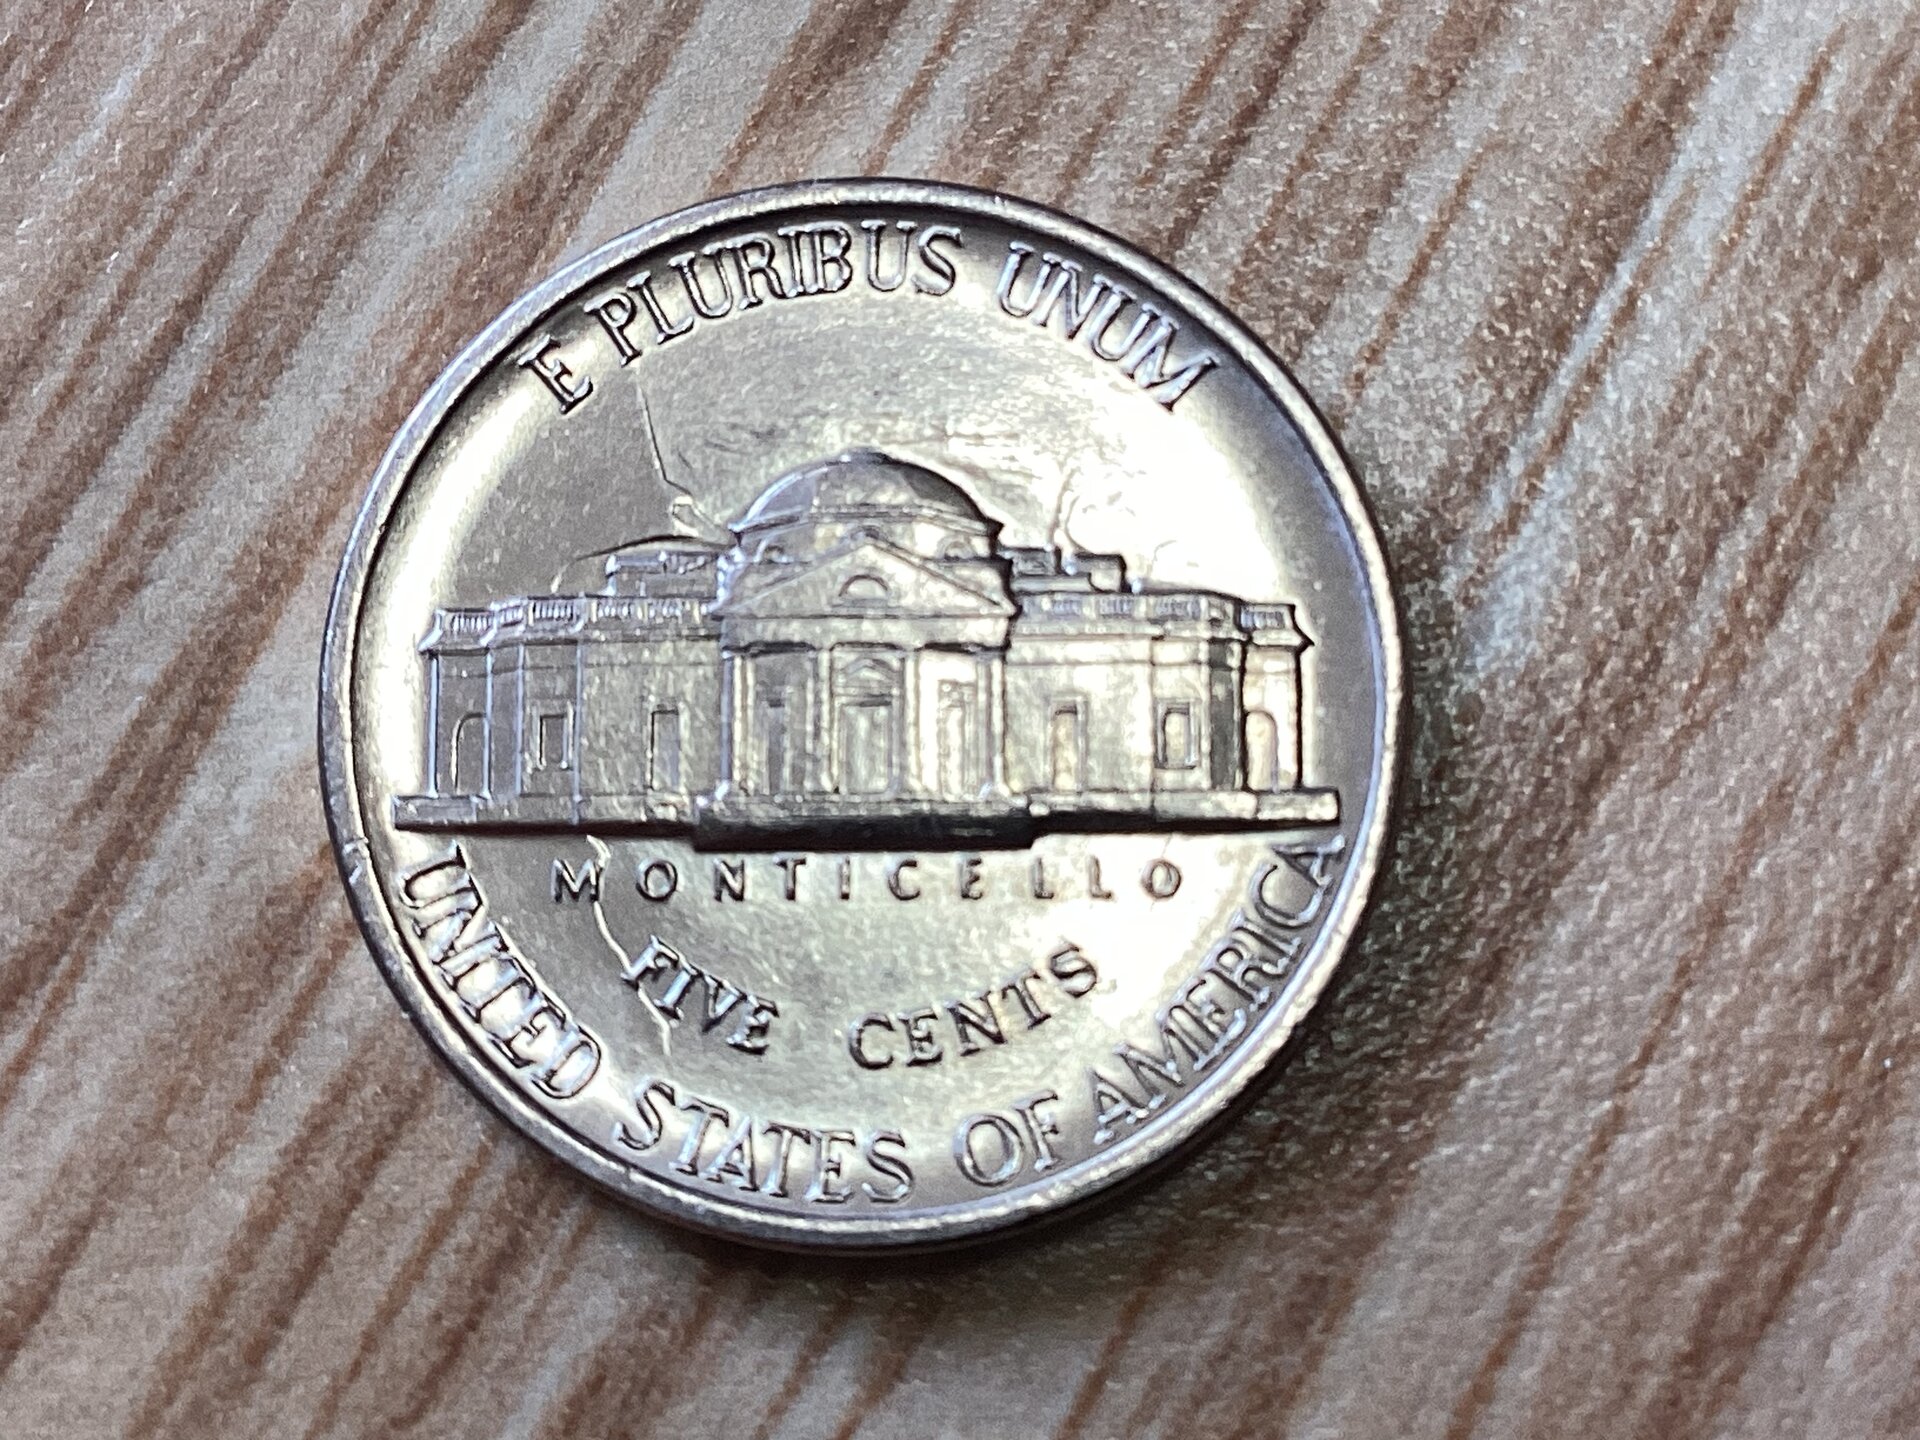 E PLURIBUS UNUM
MONTICELLO
FIVE CENTS
UNITED STATES OF AMERICA